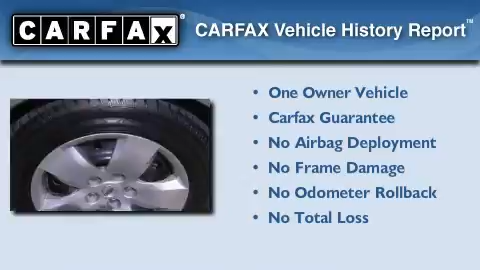 CARFAX®
CARFAX Vehicle History Report™
• One Owner Vehicle
• Carfax Guarantee
• No Airbag Deployment
• No Frame Damage
• No Odometer Rollback
• No Total Loss